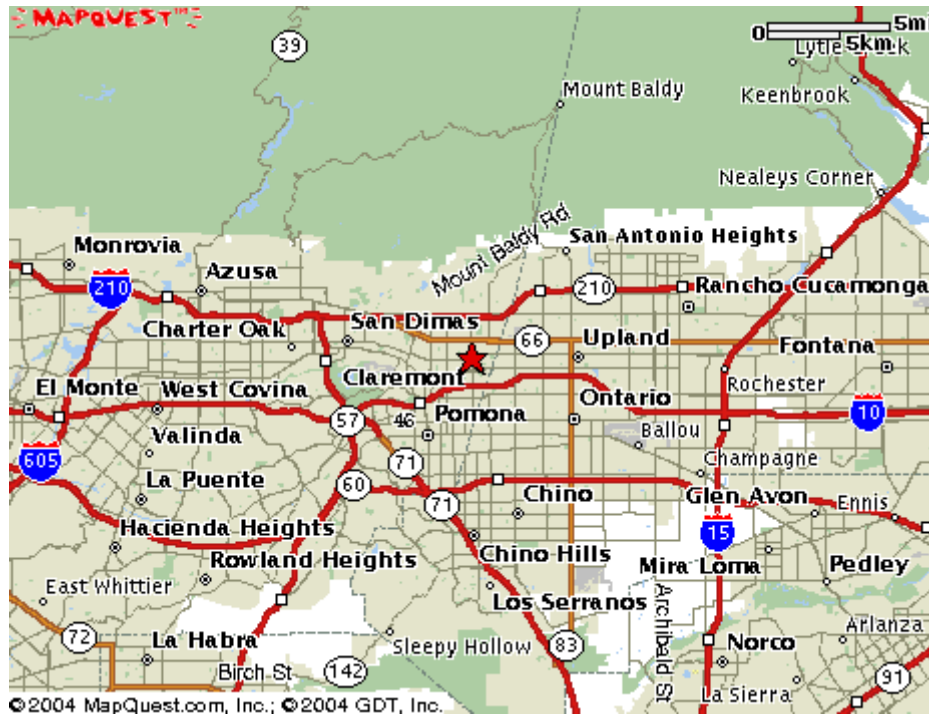 MAPQUEST™
0 5mi
5km
39
Lytle Creek
Mount Baldy
Keenbrook
Nealeys Corner
Mount Baldy Rd
San Antonio Heights
Monrovia
Azusa
210
210
Rancho Cucamonga
Charter Oak
San Dimas
66
Upland
Fontana
El Monte
West Covina
Claremont
Rochester
Ontario
57
46
Pomona
10
Valinda
Ballou
605
71
La Puente
60
Champagne
71
Chino
Glen Avon
Ennis
Hacienda Heights
15
Rowland Heights
Chino Hills
Mira Loma
Pedley
East Whittier
Los Serranos
Archibald St
72
La Habra
Sleepy Hollow
83
Norco
Arlanza
Birch St
142
La Sierra
91
©2004 MapQuest.com, Inc.; ©2004 GDT, Inc.